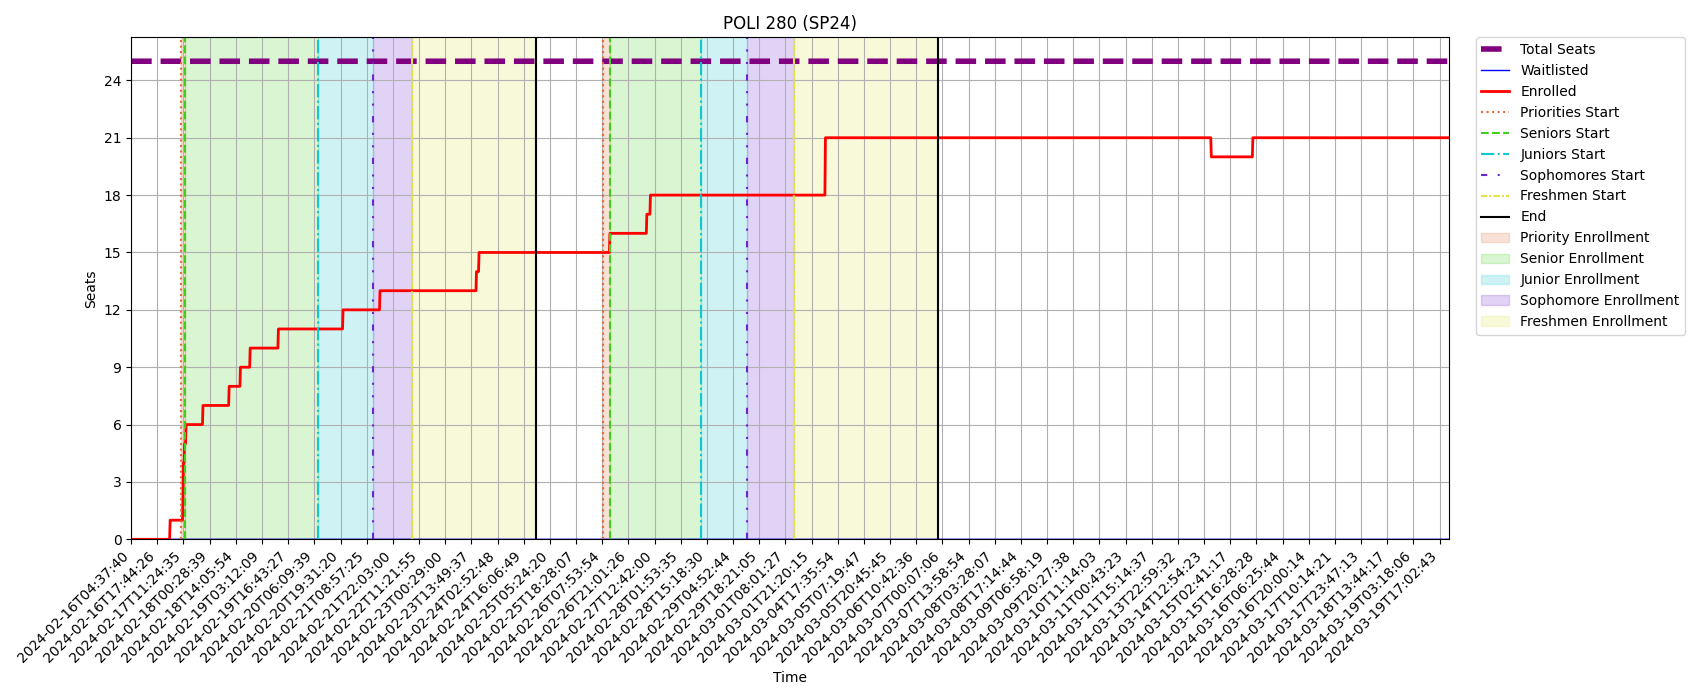 POLI 280 (SP24)
Total Seats
Waitlisted
Enrolled
Priorities Start
Seniors Start
Juniors Start
Sophomores Start
Freshmen Start
End
Priority Enrollment
Senior Enrollment
Junior Enrollment
Sophomore Enrollment
Freshmen Enrollment
Seats
24
21
18
15
12
9
6
3
0
2024-02-16T04:37:40
2024-02-16T17:44:26
2024-02-17T11:24:35
2024-02-18T00:28:39
2024-02-18T14:05:54
2024-02-19T03:12:09
2024-02-19T16:43:27
2024-02-20T06:09:39
2024-02-20T19:31:20
2024-02-21T08:57:25
2024-02-21T22:03:00
2024-02-22T11:21:55
2024-02-23T00:29:00
2024-02-23T13:49:37
2024-02-24T02:52:48
2024-02-24T16:06:49
2024-02-25T05:24:20
2024-02-25T18:28:07
2024-02-26T07:53:54
2024-02-26T21:01:26
2024-02-27T12:42:00
2024-02-28T01:53:35
2024-02-28T15:18:30
2024-02-29T04:52:44
2024-02-29T18:21:05
2024-03-01T08:01:27
2024-03-01T21:20:15
2024-03-04T17:35:54
2024-03-05T07:19:47
2024-03-05T20:45:45
2024-03-06T10:42:36
2024-03-07T00:07:06
2024-03-07T13:58:54
2024-03-08T03:28:07
2024-03-08T17:14:44
2024-03-09T06:58:19
2024-03-09T20:27:38
2024-03-10T11:14:03
2024-03-11T00:43:23
2024-03-11T15:14:37
2024-03-13T22:59:32
2024-03-14T12:54:23
2024-03-15T02:41:17
2024-03-15T16:28:28
2024-03-16T06:25:44
2024-03-16T20:00:14
2024-03-17T10:14:21
2024-03-17T23:47:13
2024-03-18T13:44:17
2024-03-19T03:18:06
2024-03-19T17:02:43
Time